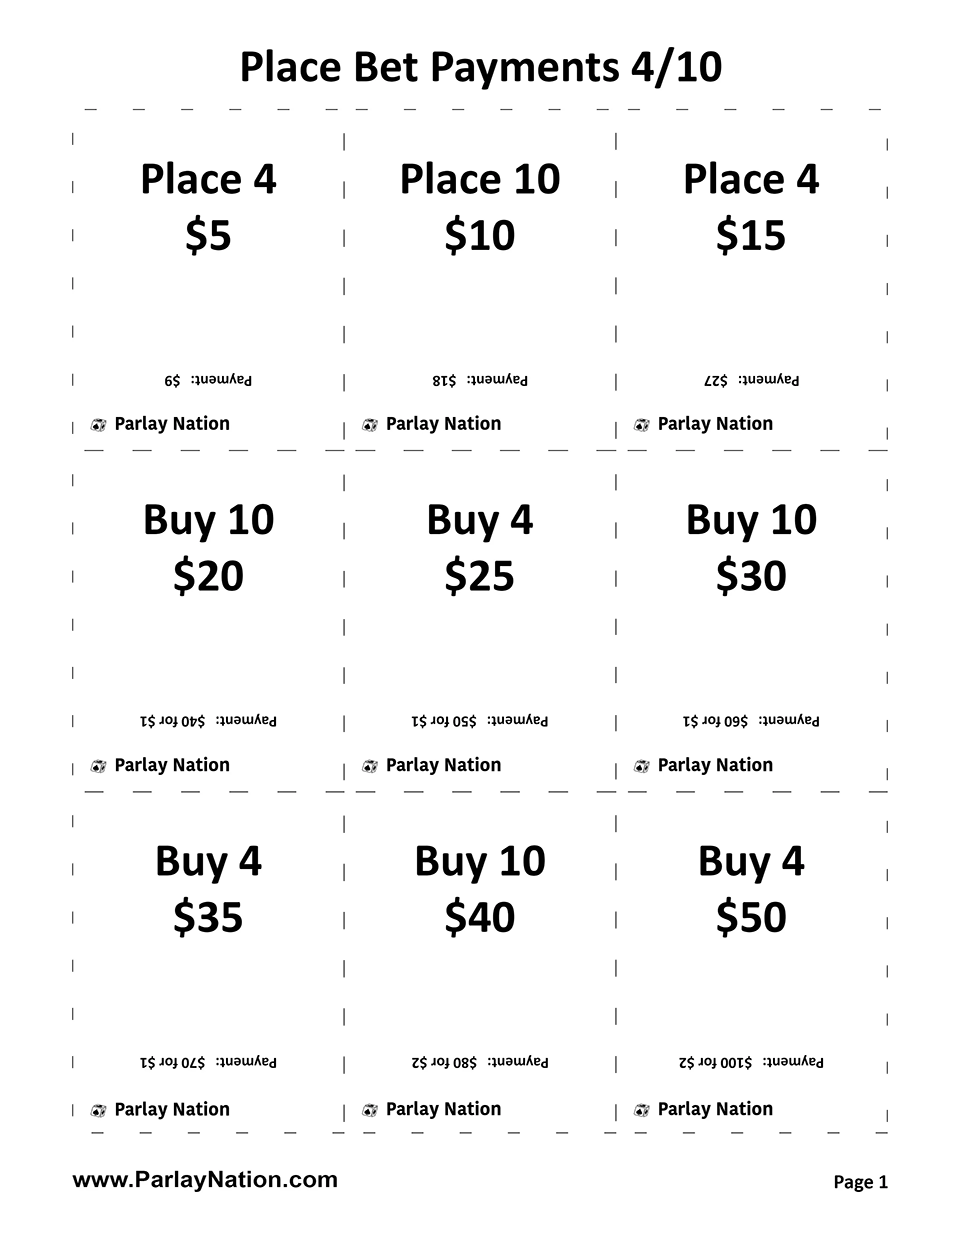 Place Bet Payments 4/10
Place 4
$5
Payment: $9
Parlay Nation
Place 10
$10
Payment: $18
Parlay Nation
Place 4
$15
Payment: $27
Parlay Nation
Buy 10
$20
Payment: $40 for $1
Parlay Nation
Buy 4
$25
Payment: $50 for $1
Parlay Nation
Buy 10
$30
Payment: $60 for $1
Parlay Nation
Buy 4
$35
Payment: $70 for $1
Parlay Nation
Buy 10
$40
Payment: $80 for $2
Parlay Nation
Buy 4
$50
Payment: $100 for $2
Parlay Nation
www.ParlayNation.com
Page 1